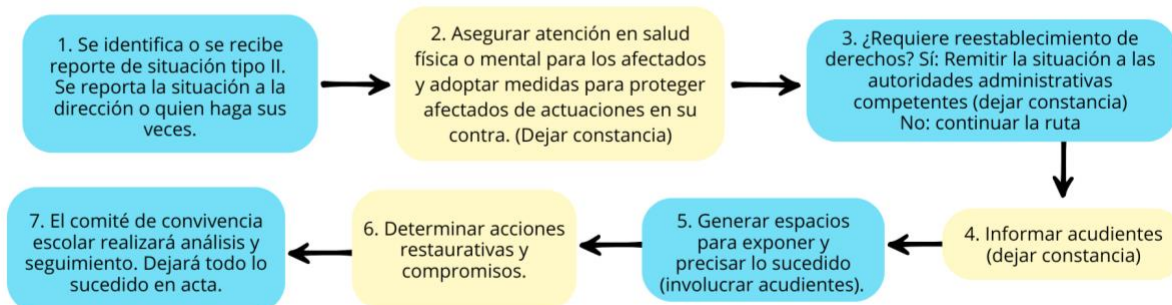 1. Se identifica o se recibe
reporte de situación tipo II.
Se reporta la situación a la
dirección o quien haga sus
veces.
2. Asegurar atención en salud
física o mental para los afectados
y adoptar medidas para proteger
afectados de actuaciones en su
contra. (Dejar constancia)
3. ¿Requiere reestablecimiento de
derechos? Sí: Remitir la situación a las
autoridades administrativas
competentes (dejar constancia)
No: continuar la ruta
4. Informar acudientes
(dejar constancia)
5. Generar espacios
para exponer y
precisar lo sucedido
(involucrar acudientes).
6. Determinar acciones
restaurativas y
compromisos.
7. El comité de convivencia
escolar realizará análisis y
seguimiento. Dejará todo lo
sucedido en acta.